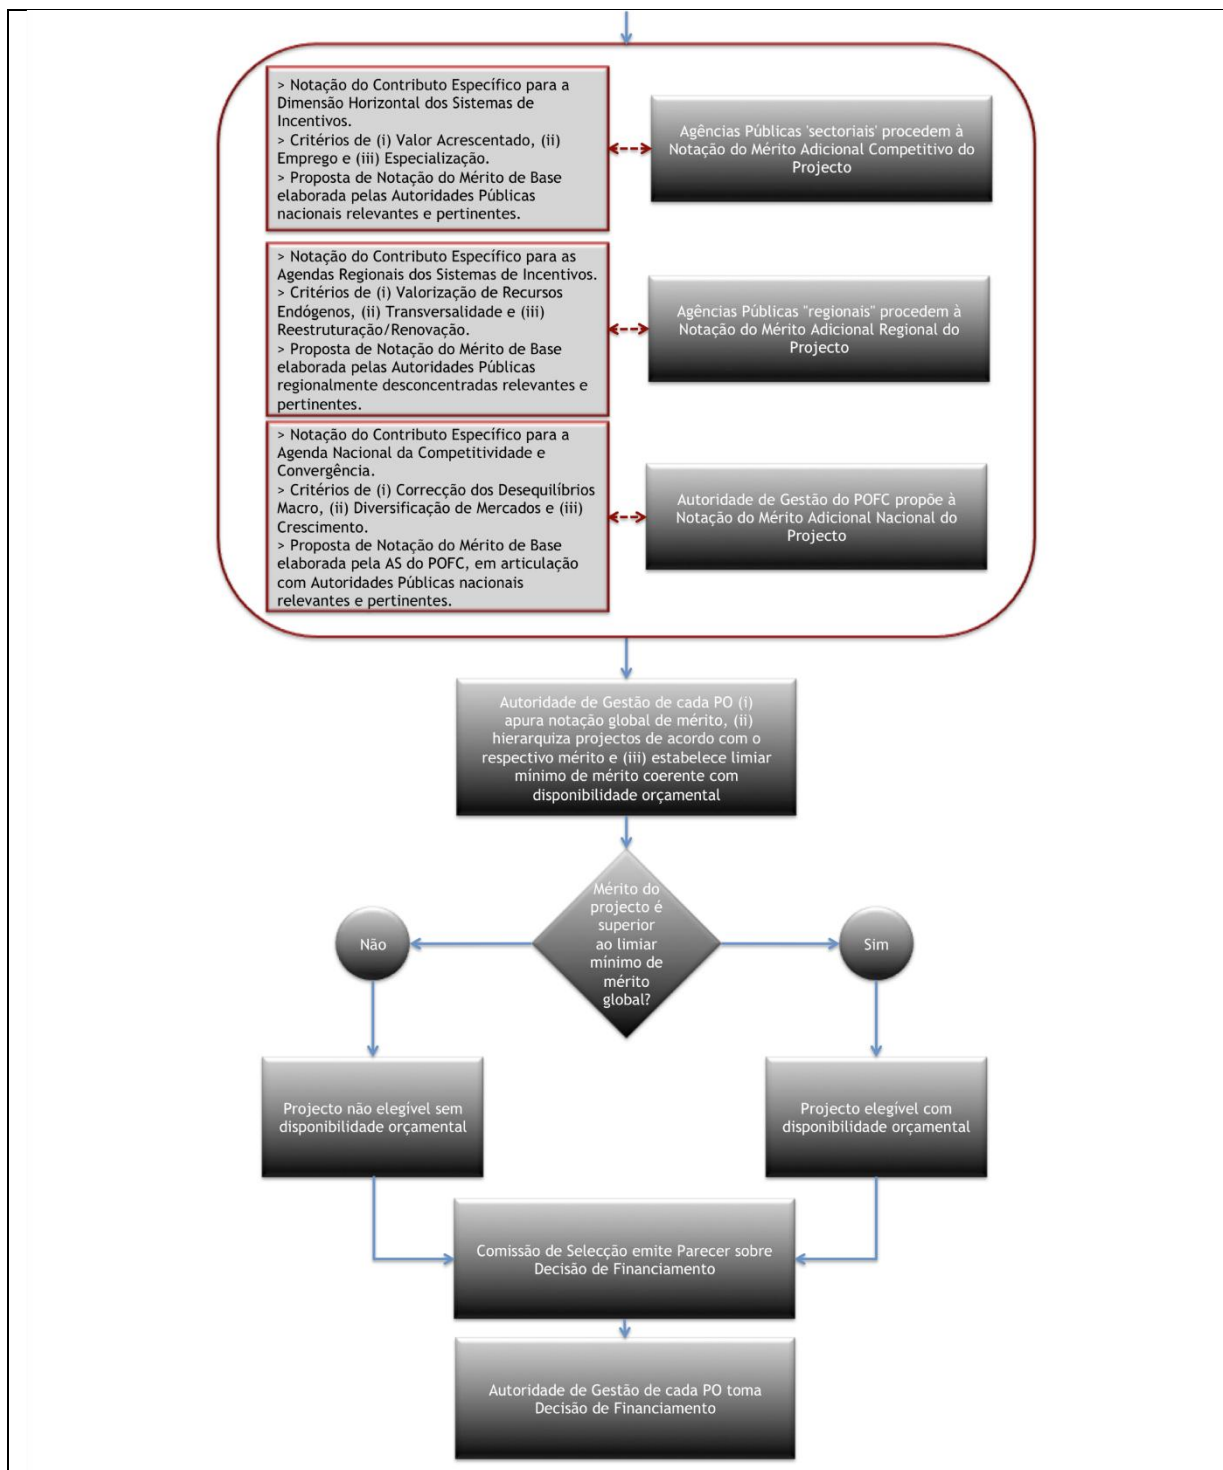 > Notação do Contributo Específico para a
Dimensão Horizontal dos Sistemas de
Incentivos.
> Critérios de (i) Valor Acrescentado, (ii)
Emprego e (iii) Especialização.
> Proposta de Notação do Mérito de Base
elaborada pelas Autoridades Públicas
nacionais relevantes e pertinentes.
Agências Públicas 'sectoriais' procedem à
Notação do Mérito Adicional Competitivo do
Projecto
> Notação do Contributo Específico para as
Agendas Regionais dos Sistemas de Incentivos.
> Critérios de (i) Valorização de Recursos
Endógenos, (ii) Transversalidade e (iii)
Reestruturação/Renovação.
> Proposta de Notação do Mérito de Base
elaborada pelas Autoridades Públicas
regionalmente desconcentradas relevantes e
pertinentes.
Agências Públicas "regionais" procedem à
Notação do Mérito Adicional Regional do
Projecto
> Notação do Contributo Específico para a
Agenda Nacional da Competitividade e
Convergência.
> Critérios de (i) Correcção dos Desequilíbrios
Macro, (ii) Diversificação de Mercados e (iii)
Crescimento.
> Proposta de Notação do Mérito de Base
elaborada pela AS do POFC, em articulação
com Autoridades Públicas nacionais
relevantes e pertinentes.
Autoridade de Gestão do POFC propõe à
Notação do Mérito Adicional Nacional do
Projecto
Autoridade de Gestão de cada PO (i)
apura notação global de mérito, (ii)
hierarquiza projectos de acordo com o
respectivo mérito e (iii) estabelece limiar
mínimo de mérito coerente com
disponibilidade orçamental
Mérito do
projecto é
superior
ao limiar
mínimo de
mérito
global?
Não
Sim
Projecto não elegível sem
disponibilidade orçamental
Projecto elegível com
disponibilidade orçamental
Comissão de Selecção emite Parecer sobre
Decisão de Financiamento
Autoridade de Gestão de cada PO toma
Decisão de Financiamento